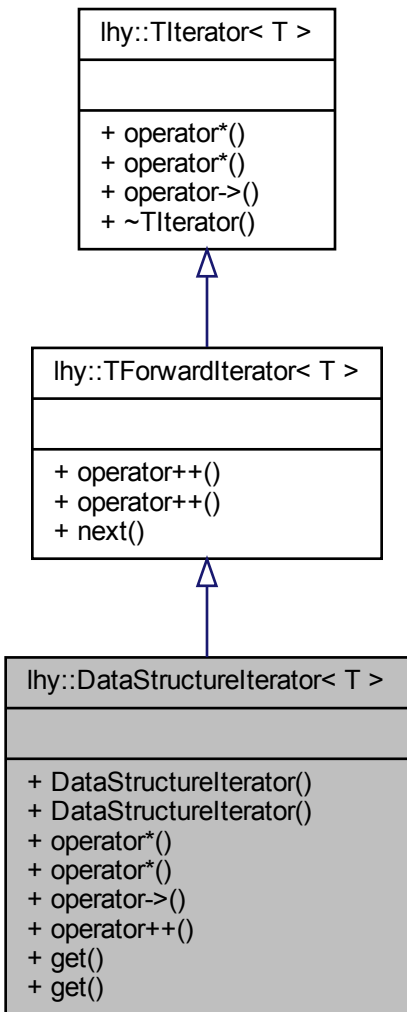 lhy::TIterator< T >
+ operator*()
+ operator*()
+ operator->()
+ ~TIterator()
lhy::TForwardIterator< T >
+ operator++()
+ operator++()
+ next()
lhy::DataStructureIterator< T >
+ DataStructureIterator()
+ DataStructureIterator()
+ operator*()
+ operator*()
+ operator->()
+ operator++()
+ get()
+ get()